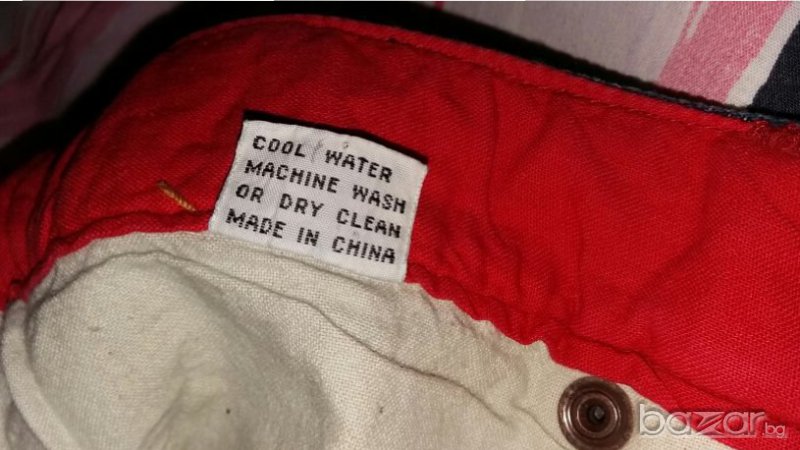 COOL WATER
MACHINE WASH
OR DRY CLEAN
MADE IN CHINA
bazar.bg